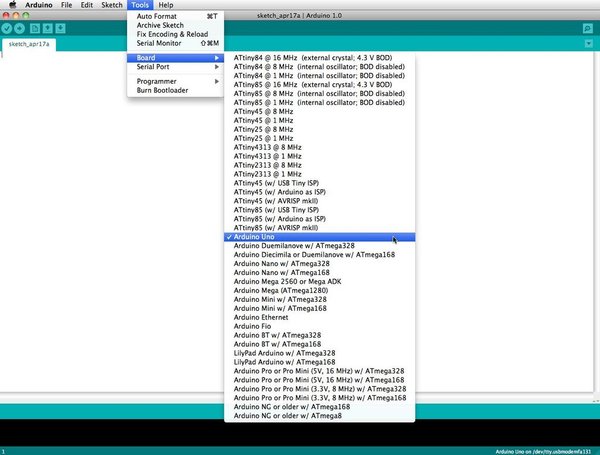 Arduino File Edit Sketch Tools Help
sketch_apr17a | Arduino 1.0
sketch_apr17a
Auto Format ⌘T
Archive Sketch
Fix Encoding & Reload
Serial Monitor ⇧⌘M
Board
Serial Port
Programmer
Burn Bootloader
ATtiny84 @ 16 MHz (external crystal; 4.3 V BOD)
ATtiny84 @ 8 MHz (internal oscillator; BOD disabled)
ATtiny84 @ 1 MHz (internal oscillator; BOD disabled)
ATtiny85 @ 16 MHz (external crystal; 4.3 V BOD)
ATtiny85 @ 8 MHz (internal oscillator; BOD disabled)
ATtiny85 @ 1 MHz (internal oscillator; BOD disabled)
ATtiny45 @ 8 MHz
ATtiny45 @ 1 MHz
ATtiny25 @ 8 MHz
ATtiny25 @ 1 MHz
ATtiny4313 @ 8 MHz
ATtiny4313 @ 1 MHz
ATtiny2313 @ 8 MHz
ATtiny2313 @ 1 MHz
ATtiny45 (w/ USB Tiny ISP)
ATtiny45 (w/ Arduino as ISP)
ATtiny45 (w/ AVRISP mkII)
ATtiny85 (w/ USB Tiny ISP)
ATtiny85 (w/ Arduino as ISP)
ATtiny85 (w/ AVRISP mkII)
✓ Arduino Uno
Arduino Duemilanove w/ ATmega328
Arduino Diecimila or Duemilanove w/ ATmega168
Arduino Nano w/ ATmega328
Arduino Nano w/ ATmega168
Arduino Mega 2560 or Mega ADK
Arduino Mega (ATmega1280)
Arduino Mini w/ ATmega328
Arduino Mini w/ ATmega168
Arduino Ethernet
Arduino Fio
Arduino BT w/ ATmega328
Arduino BT w/ ATmega168
LilyPad Arduino w/ ATmega328
LilyPad Arduino w/ ATmega168
Arduino Pro or Pro Mini (5V, 16 MHz) w/ ATmega328
Arduino Pro or Pro Mini (5V, 16 MHz) w/ ATmega168
Arduino Pro or Pro Mini (3.3V, 8 MHz) w/ ATmega328
Arduino Pro or Pro Mini (3.3V, 8 MHz) w/ ATmega168
Arduino NG or older w/ ATmega168
Arduino NG or older w/ ATmega8
1
Arduino Uno on /dev/tty.usbmodemfa131